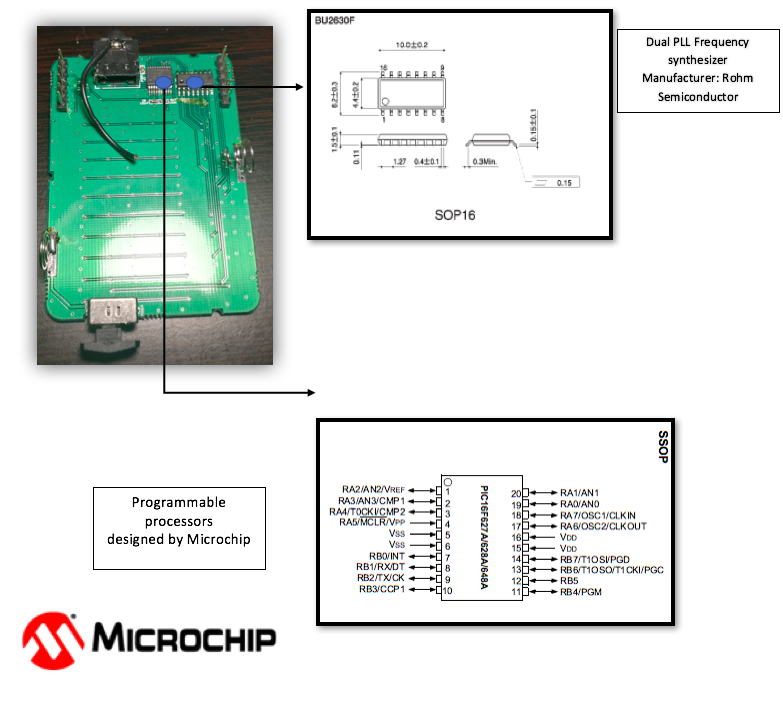 BU2630F
10.0±0.2
16
9
6.2±0.3
4.4±0.2
1
8
1.5±0.1
0.11
1.27
0.4±0.1
0.3Min.
0.15±0.1
0.15
SOP16
Dual PLL Frequency
synthesizer
Manufacturer: Rohm
Semiconductor
SSOP
PIC16F627A/628A/648A
RA2/AN2/VREF 1
RA3/AN3/CMP1 2
RA4/T0CKI/CMP2 3
RA5/MCLR/VPP 4
VSS 5
VSS 6
RB0/INT 7
RB1/RX/DT 8
RB2/TX/CK 9
RB3/CCP1 10
20 RA1/AN1
19 RA0/AN0
18 RA7/OSC1/CLKIN
17 RA6/OSC2/CLKOUT
16 VDD
15 VDD
14 RB7/T1OSI/PGD
13 RB6/T1OSO/T1CKI/PGC
12 RB5
11 RB4/PGM
Programmable
processors
designed by Microchip
MICROCHIP